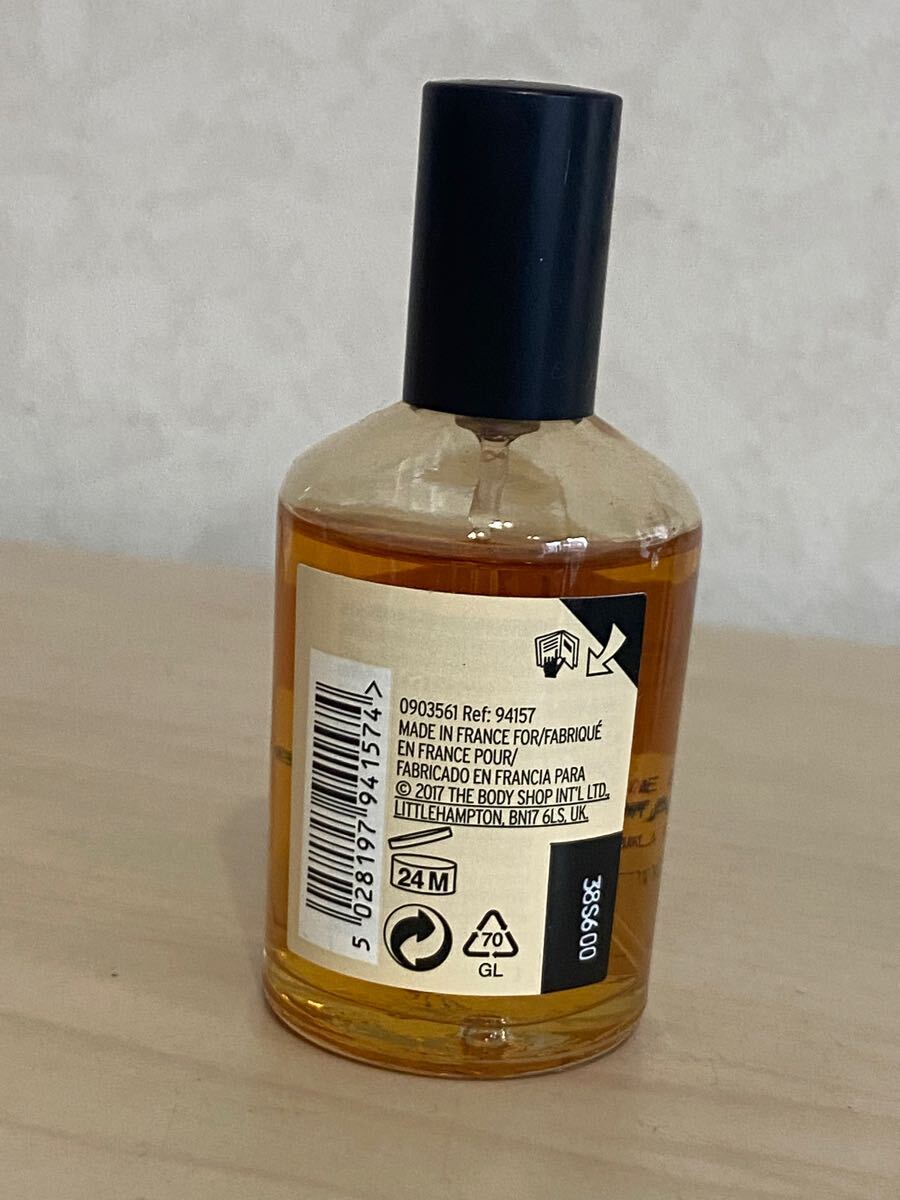 0903561 Ref: 94157
MADE IN FRANCE FOR/FABRIQUÉ
EN FRANCE POUR/
FABRICADO EN FRANCIA PARA
© 2017 THE BODY SHOP INT'L LTD.,
LITTLEHAMPTON, BN17 6LS, UK.
5 028197 941574 >
24 M
70
GL
38S600